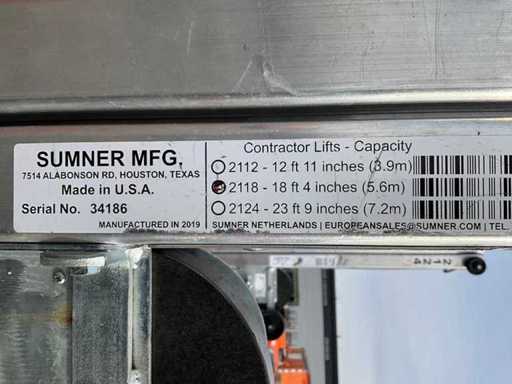 SUMNER MFG.
7514 ALABONSON RD, HOUSTON, TEXAS
Made in U.S.A.
Serial No. 34186
MANUFACTURED IN 2019
Contractor Lifts - Capacity
2112 - 12 ft 11 inches (3.9m)
2118 - 18 ft 4 inches (5.6m)
2124 - 23 ft 9 inches (7.2m)
SUMNER NETHERLANDS | EUROPEANSALES@SUMNER.COM | TEL
2124